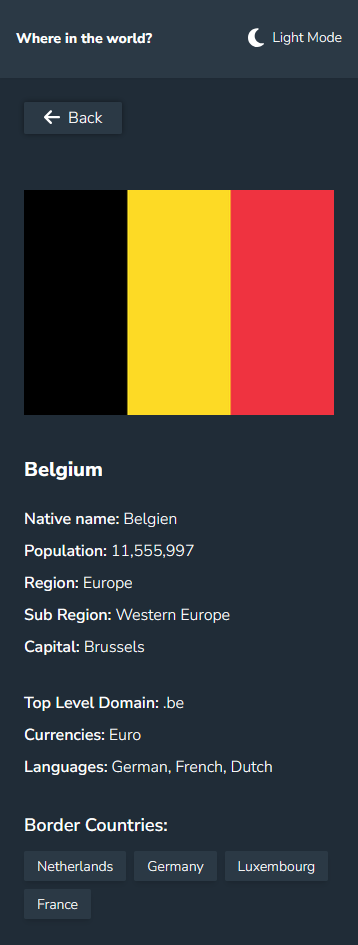 Where in the world?
Light Mode
Back
Belgium
Native name: Belgien
Population: 11,555,997
Region: Europe
Sub Region: Western Europe
Capital: Brussels
Top Level Domain: .be
Currencies: Euro
Languages: German, French, Dutch
Border Countries:
Netherlands Germany Luxembourg
France